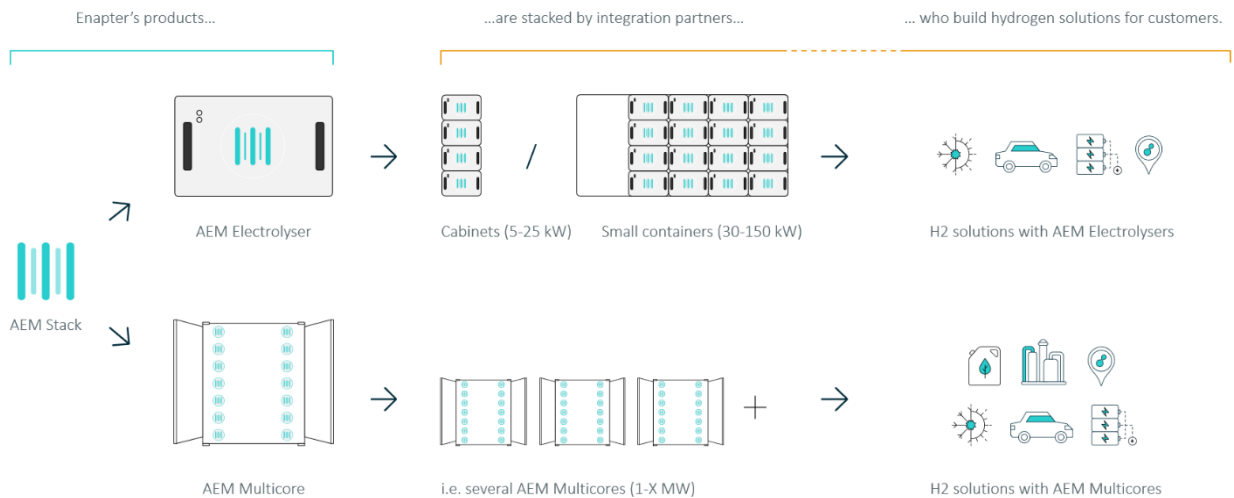 Enapter's products...
...are stacked by integration partners...
... who build hydrogen solutions for customers.
AEM Electrolyser
Cabinets (5-25 kW)
/
Small containers (30-150 kW)
H2 solutions with AEM Electrolysers
AEM Stack
AEM Multicore
i.e. several AEM Multicores (1-X MW)
+
H2 solutions with AEM Multicores